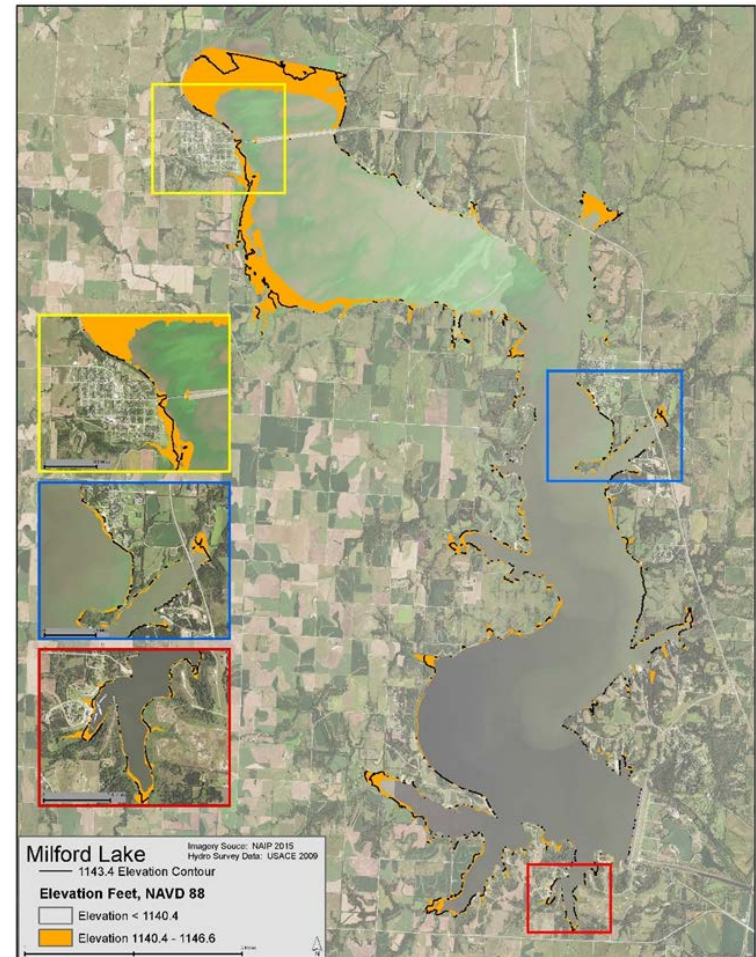 Milford Lake
Imagery Souce: NAIP 2015
Hydro Survey Data: USACE 2009
1143.4 Elevation Contour
Elevation Feet, NAVD 88
Elevation < 1140.4
Elevation 1140.4 - 1146.6